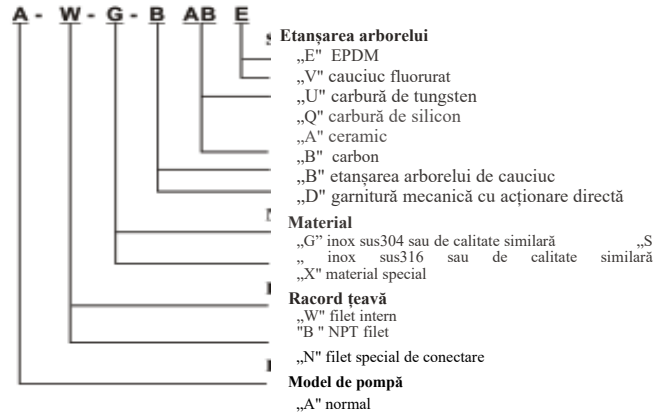 A - W - G - B AB E
Etanșarea arborelui
„E" EPDM
„V" cauciuc fluorurat
„U" carbură de tungsten
„Q" carbură de silicon
„A" ceramic
„B" carbon
„B" etanșarea arborelui de cauciuc
„D" garnitură mecanică cu acționare directă
Material
„G” inox sus304 sau de calitate similară „S
„ inox sus316 sau de calitate similară
„X" material special
Racord țeavă
„W" filet intern
"B " NPT filet
„N" filet special de conectare
Model de pompă
„A" normal